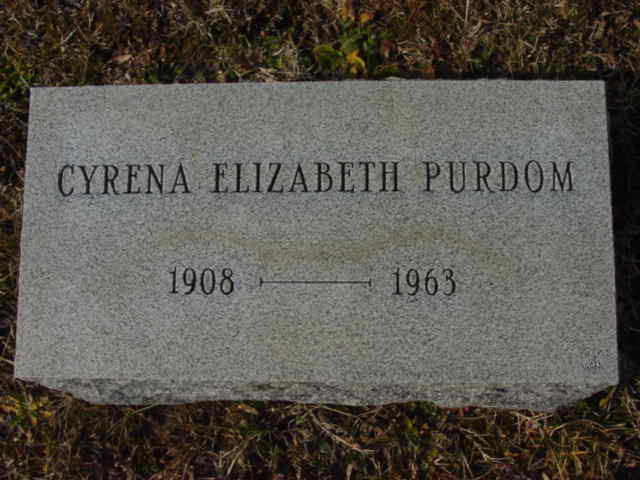 CYRENA ELIZABETH PURDOM
1908 — 1963